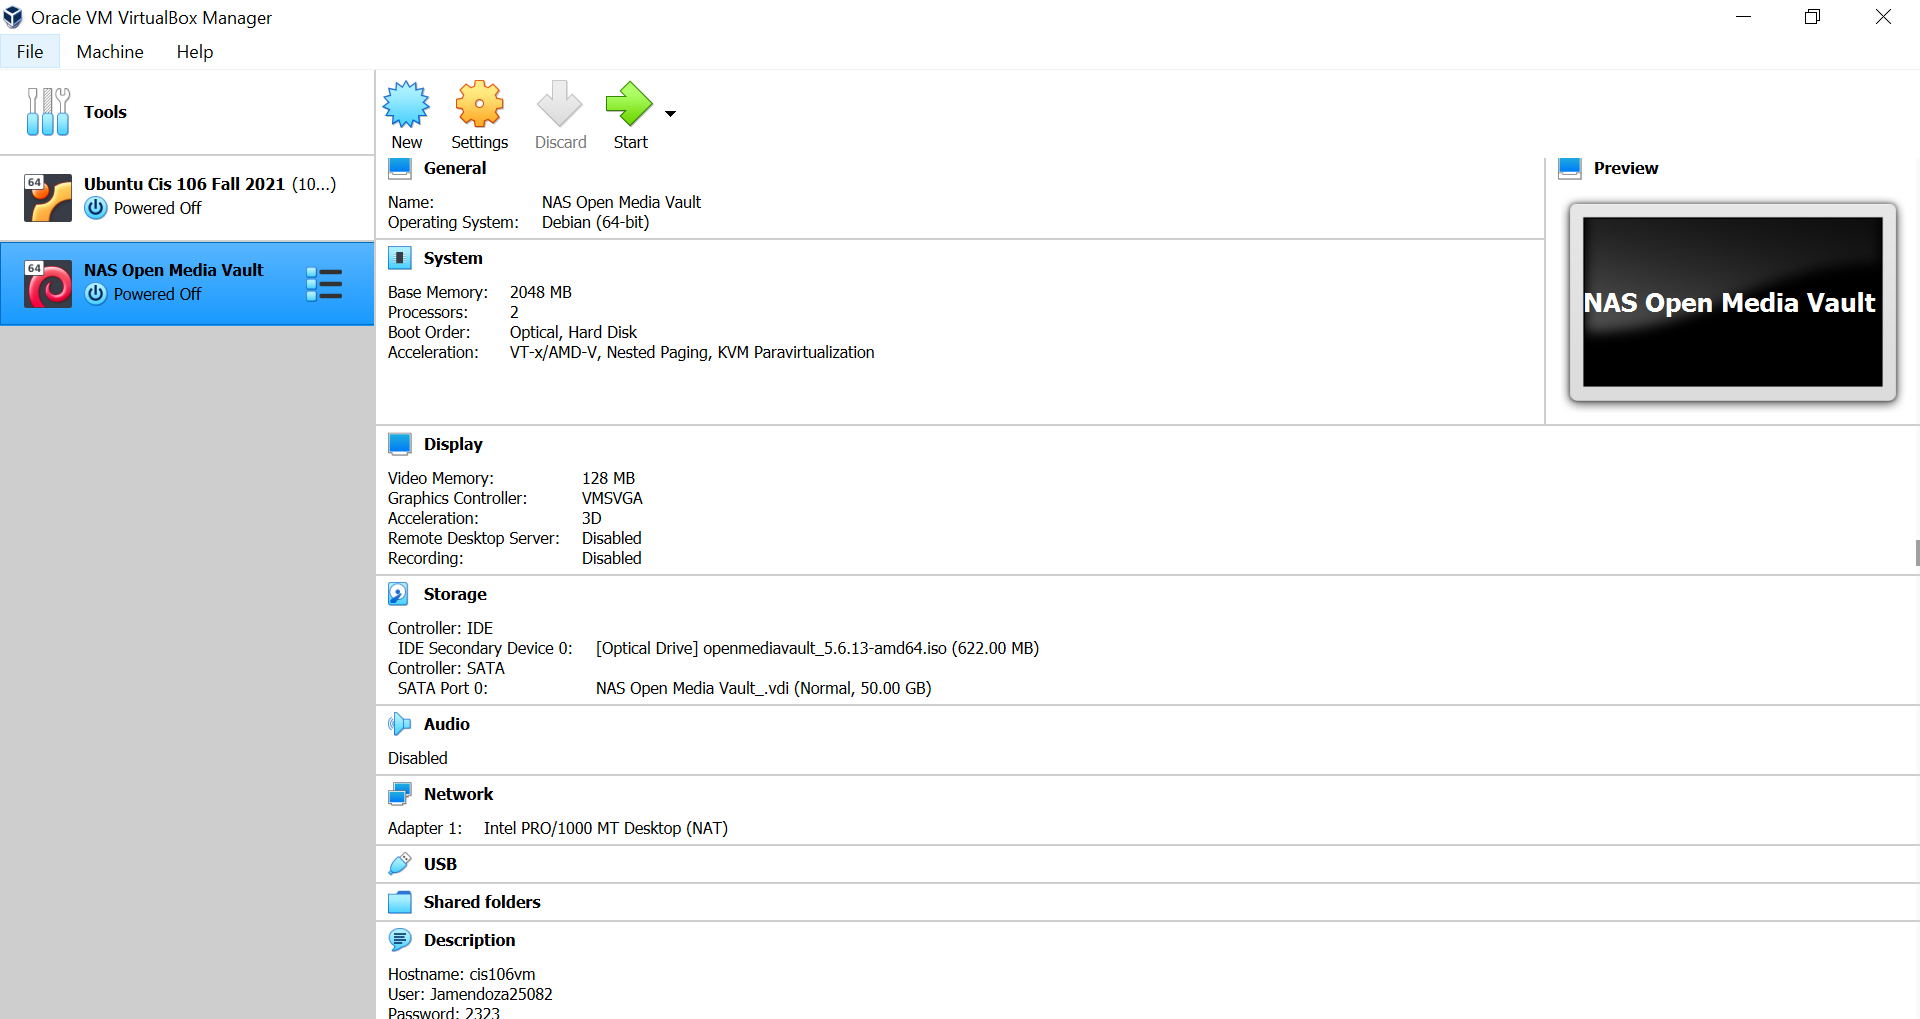 Oracle VM VirtualBox Manager
File Machine Help
Tools
New Settings Discard Start
64 Ubuntu Cis 106 Fall 2021 (10...)
Powered Off
64 NAS Open Media Vault
Powered Off
General
Name: NAS Open Media Vault
Operating System: Debian (64-bit)
Preview
NAS Open Media Vault
System
Base Memory: 2048 MB
Processors: 2
Boot Order: Optical, Hard Disk
Acceleration: VT-x/AMD-V, Nested Paging, KVM Paravirtualization
Display
Video Memory: 128 MB
Graphics Controller: VMSVGA
Acceleration: 3D
Remote Desktop Server: Disabled
Recording: Disabled
Storage
Controller: IDE
IDE Secondary Device 0: [Optical Drive] openmediavault_5.6.13-amd64.iso (622.00 MB)
Controller: SATA
SATA Port 0: NAS Open Media Vault_.vdi (Normal, 50.00 GB)
Audio
Disabled
Network
Adapter 1: Intel PRO/1000 MT Desktop (NAT)
USB
Shared folders
Description
Hostname: cis106vm
User: Jamendoza25082
Password: 2323